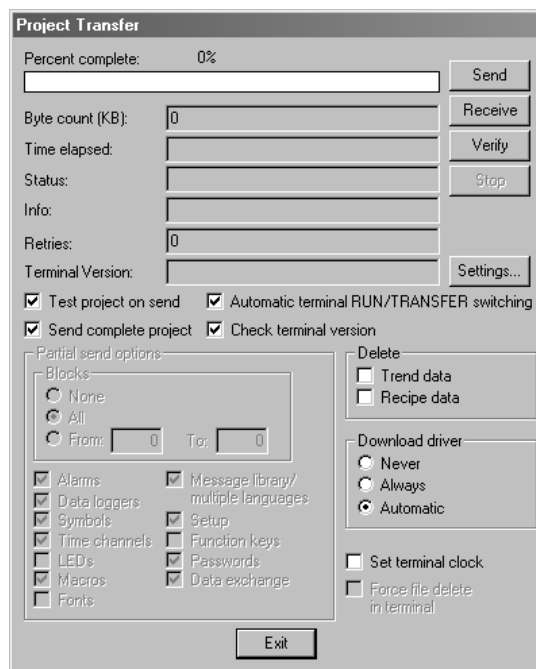 Project Transfer
Percent complete: 0%
Send
Byte count (KB): 0
Receive
Time elapsed:
Verify
Status:
Stop
Info:
Retries: 0
Terminal Version:
Settings...
Test project on send
Automatic terminal RUN/TRANSFER switching
Send complete project
Check terminal version
Partial send options
Blocks
None
All
From: 0 To: 0
Alarms
Data loggers
Symbols
Time channels
LEDs
Macros
Fonts
Message library/
multiple languages
Setup
Function keys
Passwords
Data exchange
Delete
Trend data
Recipe data
Download driver
Never
Always
Automatic
Set terminal clock
Force file delete
in terminal
Exit